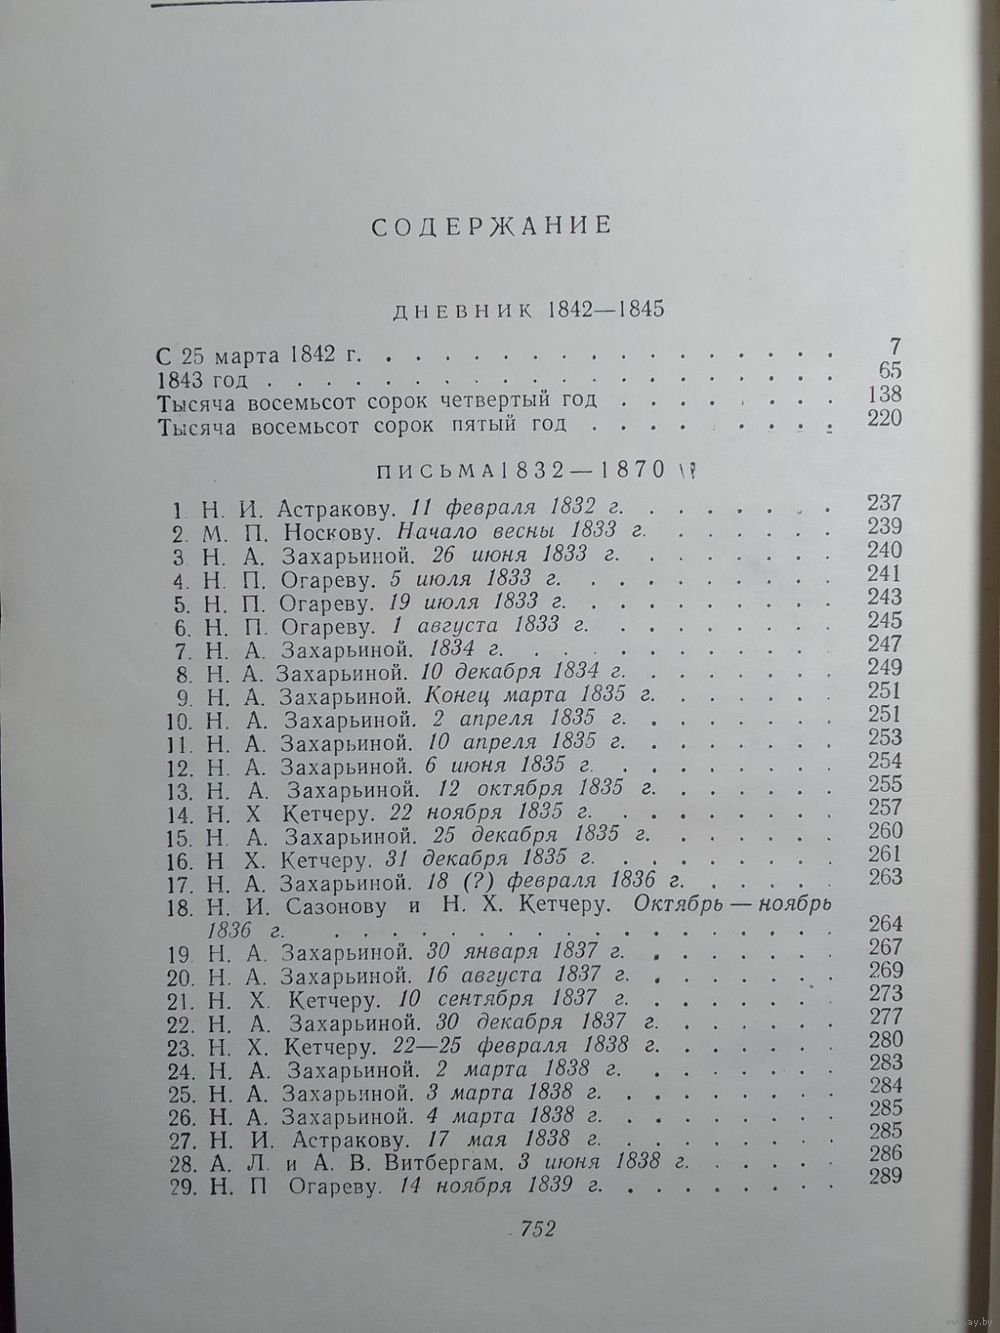 СОДЕРЖАНИЕ
ДНЕВНИК 1842—1845
С 25 марта 1842 г. . . . . . . . . . . . . . . . . 7
1843 год . . . . . . . . . . . . . . . . . . . . 65
Тысяча восемьсот сорок четвертый год . . . . . . . . 138
Тысяча восемьсот сорок пятый год . . . . . . . . . 220
ПИСЬМА 1832—1870
1 Н. И. Астракову. 11 февраля 1832 г. . . . . . . . 237
2. М. П. Носкову. Начало весны 1833 г. . . . . . . 239
3 Н. А. Захарьиной. 26 июня 1833 г. . . . . . . . 240
4. Н. П. Огареву. 5 июля 1833 г. . . . . . . . . . 241
5. Н. П. Огареву. 19 июля 1833 г. . . . . . . . . . 243
6. Н. П. Огареву. 1 августа 1833 г. . . . . . . . . 245
7. Н. А. Захарьиной. 1834 г. . . . . . . . . . . . 247
8. Н. А. Захарьиной. 10 декабря 1834 г. . . . . . . . 249
9. Н. А. Захарьиной. Конец марта 1835 г. . . . . . . 251
10. Н. А. Захарьиной. 2 апреля 1835 г. . . . . . . . 251
11. Н. А. Захарьиной. 10 апреля 1835 г. . . . . . . . 253
12. Н. А. Захарьиной. 6 июня 1835 г. . . . . . . . . 254
13. Н. А. Захарьиной. 12 октября 1835 г. . . . . . . 255
14. Н. Х Кетчеру. 22 ноября 1835 г. . . . . . . . . 257
15. Н. А. Захарьиной. 25 декабря 1835 г. . . . . . . 260
16. Н Х. Кетчеру. 31 декабря 1835 г. . . . . . . . . 261
17. Н. А. Захарьиной. 18 (?) февраля 1836 г. . . . . . 263
18. Н. И. Сазонову и Н. Х. Кетчеру. Октябрь — ноябрь
1836 г. . . . . . . . . . . . . . . . . . . 264
19. Н. А. Захарьиной. 30 января 1837 г. . . . . . . . 267
20. Н. А. Захарьиной. 16 августа 1837 г. . . . . . . . 269
21. Н. Х. Кетчеру. 10 сентября 1837 г. . . . . . . . 273
22. Н. А. Захарьиной. 30 декабря 1837 г. . . . . . . 277
23. Н. Х. Кетчеру. 22—25 февраля 1838 г. . . . . . . 280
24. Н. А. Захарьиной. 2 марта 1838 г. . . . . . . . 283
25. Н. А. Захарьиной. 3 марта 1838 г. . . . . . . . . 284
26. Н. А. Захарьиной. 4 марта 1838 г. . . . . . . . . 285
27. Н. И. Астракову. 17 мая 1838 г. . . . . . . . . 285
28. А. Л. и А. В. Витбергам. 3 июня 1838 г. . . . . . 286
29. Н. П Огареву. 14 ноября 1839 г. . . . . . . . . 289
752
www.ay.by